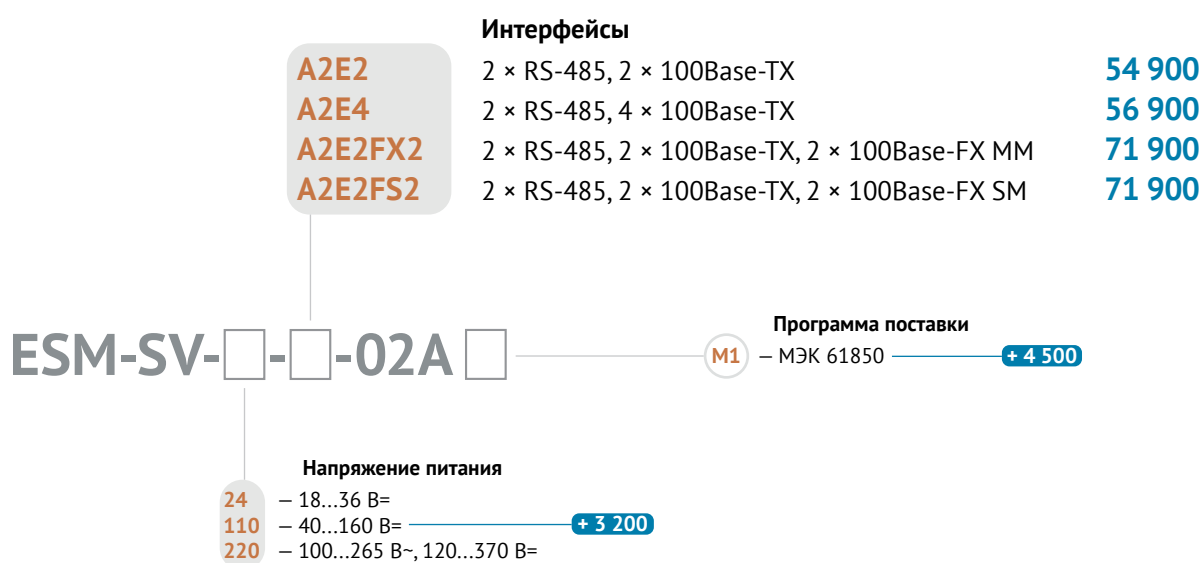 Интерфейсы
A2E2 2 × RS-485, 2 × 100Base-TX 54 900
A2E4 2 × RS-485, 4 × 100Base-TX 56 900
A2E2FX2 2 × RS-485, 2 × 100Base-TX, 2 × 100Base-FX MM 71 900
A2E2FS2 2 × RS-485, 2 × 100Base-TX, 2 × 100Base-FX SM 71 900
Программа поставки
ESM-SV-□-□-02A □ M1 – МЭК 61850 + 4 500
Напряжение питания
24 – 18...36 В=
110 – 40...160 В= + 3 200
220 – 100...265 В~, 120...370 В=